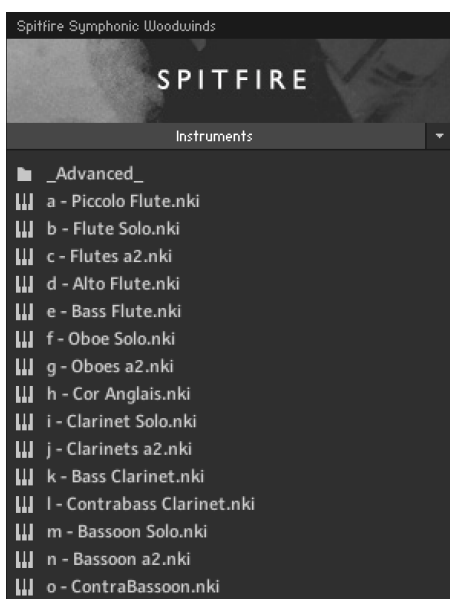 Spitfire Symphonic Woodwinds
SPITFIRE
Instruments
_Advanced_
a - Piccolo Flute.nki
b - Flute Solo.nki
c - Flutes a2.nki
d - Alto Flute.nki
e - Bass Flute.nki
f - Oboe Solo.nki
g - Oboes a2.nki
h - Cor Anglais.nki
i - Clarinet Solo.nki
j - Clarinets a2.nki
k - Bass Clarinet.nki
l - Contrabass Clarinet.nki
m - Bassoon Solo.nki
n - Bassoon a2.nki
o - ContraBassoon.nki